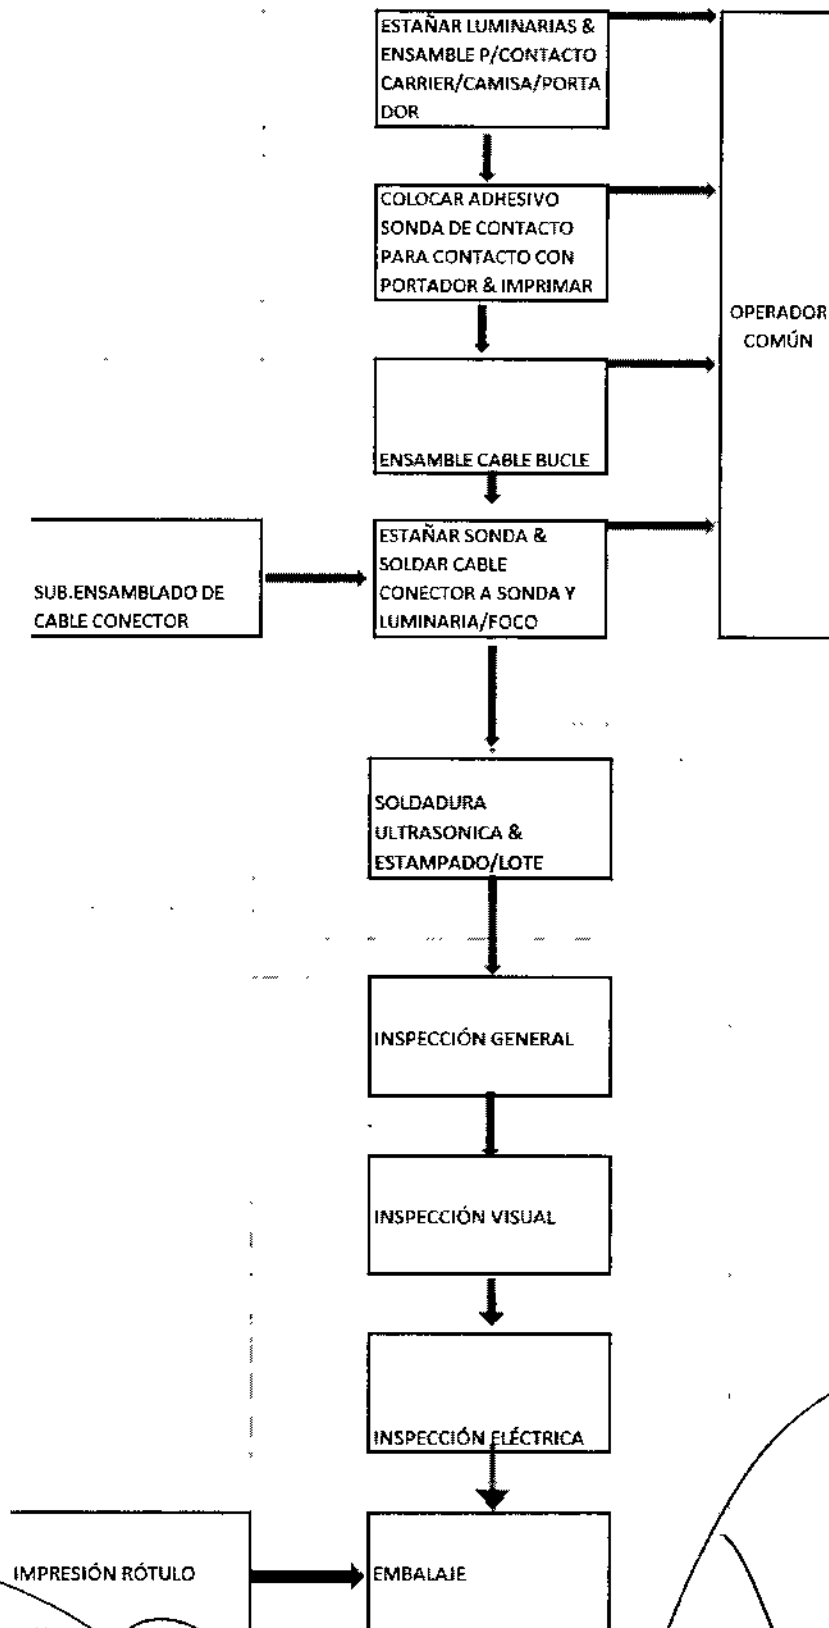 ESTAÑAR LUMINARIAS &
ENSAMBLE P/CONTACTO
CARRIER/CAMISA/PORTA
DOR
COLOCAR ADHESIVO
SONDA DE CONTACTO
PARA CONTACTO CON
PORTADOR & IMPRIMAR
OPERADOR
COMÚN
ENSAMBLE CABLE BUCLE
ESTAÑAR SONDA &
SOLDAR CABLE
CONECTOR A SONDA Y
LUMINARIA/FOCO
SUB.ENSAMBLADO DE
CABLE CONECTOR
SOLDADURA
ULTRASONICA &
ESTAMPADO/LOTE
INSPECCIÓN GENERAL
INSPECCIÓN VISUAL
INSPECCIÓN ELÉCTRICA
IMPRESIÓN RÓTULO
EMBALAJE